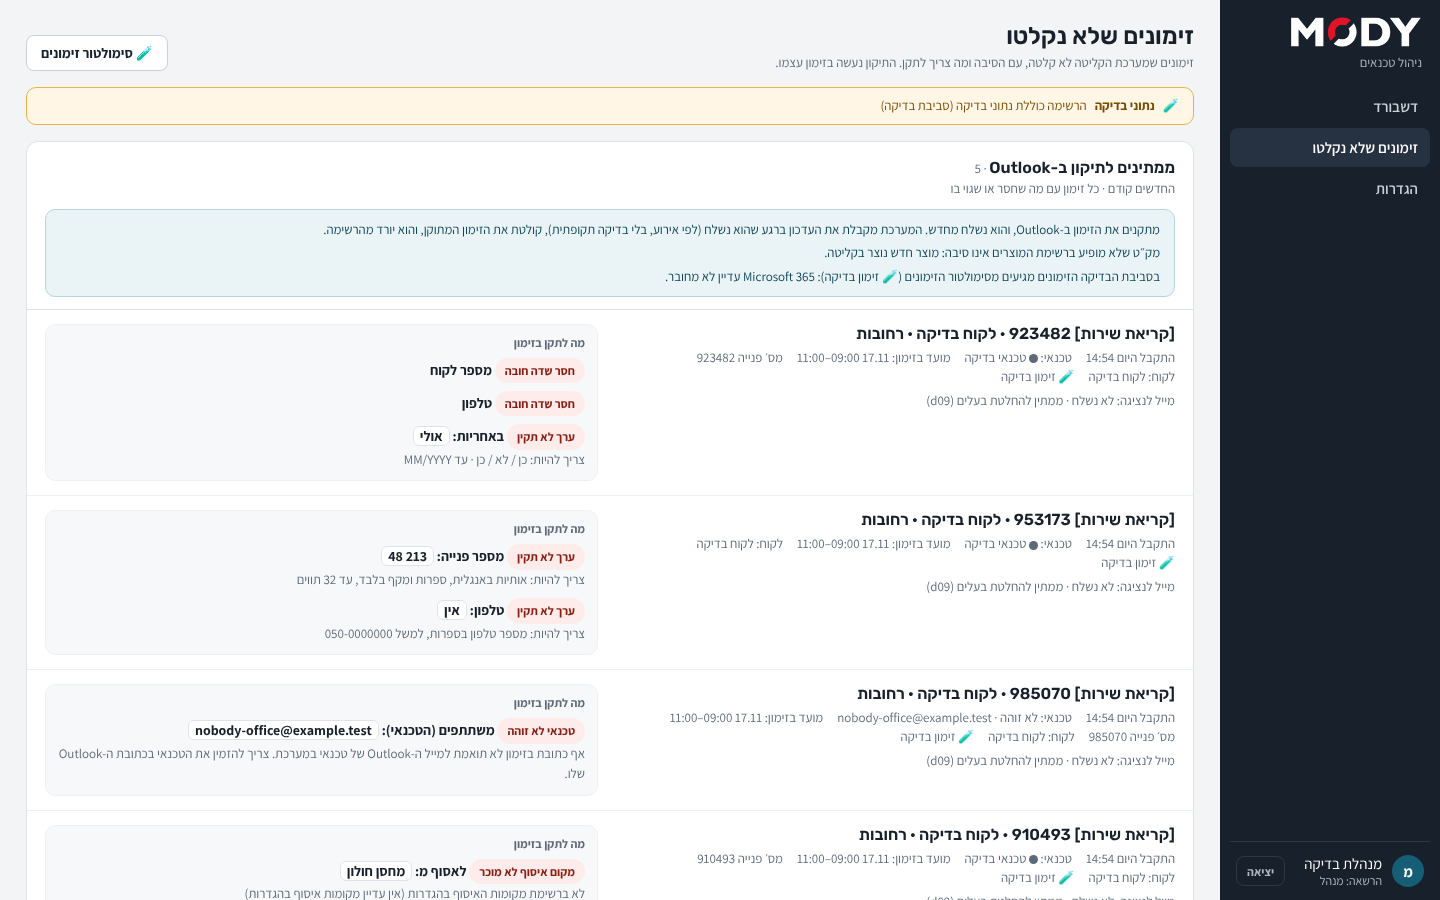 MODY
ניהול טכנאים
דשבורד
זימונים שלא נקלטו
הגדרות
מ
מנהלת בדיקה
הרשאה: מנהל
יציאה
זימונים שלא נקלטו
זימונים שמערכת הקליטה לא קלטה, עם הסיבה ומה צריך לתקן. התיקון נעשה בזימון עצמו.
🧪 סימולטור זימונים
🧪 נתוני בדיקה הרשימה כוללת נתוני בדיקה (סביבת בדיקה)
ממתינים לתיקון ב-Outlook · 5
החדשים קודם · כל זימון עם מה שחסר או שגוי בו
מתקנים את הזימון ב-Outlook, והוא נשלח מחדש. המערכת מקבלת את העדכון ברגע שהוא נשלח (לפי אירוע, בלי בדיקה תקופתית), קולטת את הזימון המתוקן, והוא יורד מהרשימה.
מק״ט שלא מופיע ברשימת המוצרים אינו סיבה: מוצר חדש נוצר בקליטה.
בסביבת הבדיקה הזימונים מגיעים מסימולטור הזימונים (🧪 זימון בדיקה): Microsoft 365 עדיין לא מחובר.
[קריאת שירות] 923482 • לקוח בדיקה • רחובות
התקבל היום 14:54 טכנאי: טכנאי בדיקה מועד בזימון: 17.11 09:00–11:00 מס׳ פנייה 923482
לקוח: לקוח בדיקה 🧪 זימון בדיקה
מייל לנציגה: לא נשלח · ממתין להחלטת בעלים (d09)
מה לתקן בזימון
חסר שדה חובה מספר לקוח
חסר שדה חובה טלפון
ערך לא תקין באחריות: אולי
צריך להיות: כן / לא / כן · עד MM/YYYY
[קריאת שירות] 953173 • לקוח בדיקה • רחובות
התקבל היום 14:54 טכנאי: טכנאי בדיקה מועד בזימון: 17.11 09:00–11:00 לקוח: לקוח בדיקה
🧪 זימון בדיקה
מייל לנציגה: לא נשלח · ממתין להחלטת בעלים (d09)
מה לתקן בזימון
ערך לא תקין מספר פנייה: 48 213
צריך להיות: אותיות באנגלית, ספרות ומקף בלבד, עד 32 תווים
ערך לא תקין טלפון: אין
צריך להיות: מספר טלפון בספרות, למשל 050-0000000
[קריאת שירות] 985070 • לקוח בדיקה • רחובות
התקבל היום 14:54 טכנאי: לא זוהה · nobody-office@example.test מועד בזימון: 17.11 09:00–11:00
מס׳ פנייה 985070 לקוח: לקוח בדיקה 🧪 זימון בדיקה
מייל לנציגה: לא נשלח · ממתין להחלטת בעלים (d09)
מה לתקן בזימון
טכנאי לא זוהה משתתפים (הטכנאי): nobody-office@example.test
אף כתובת בזימון לא תואמת למייל ה-Outlook של טכנאי במערכת. צריך להזמין את הטכנאי בכתובת ה-Outlook
שלו.
[קריאת שירות] 910493 • לקוח בדיקה • רחובות
התקבל היום 14:54 טכנאי: טכנאי בדיקה מועד בזימון: 17.11 09:00–11:00 מס׳ פנייה 910493
לקוח: לקוח בדיקה 🧪 זימון בדיקה
מייל לנציגה: לא נשלח · ממתין להחלטת בעלים (d09)
מה לתקן בזימון
מקום איסוף לא מוכר לאסוף מ: מחסן חולון
לא ברשימת מקומות האיסוף בהגדרות (אין עדיין מקומות איסוף בהגדרות)